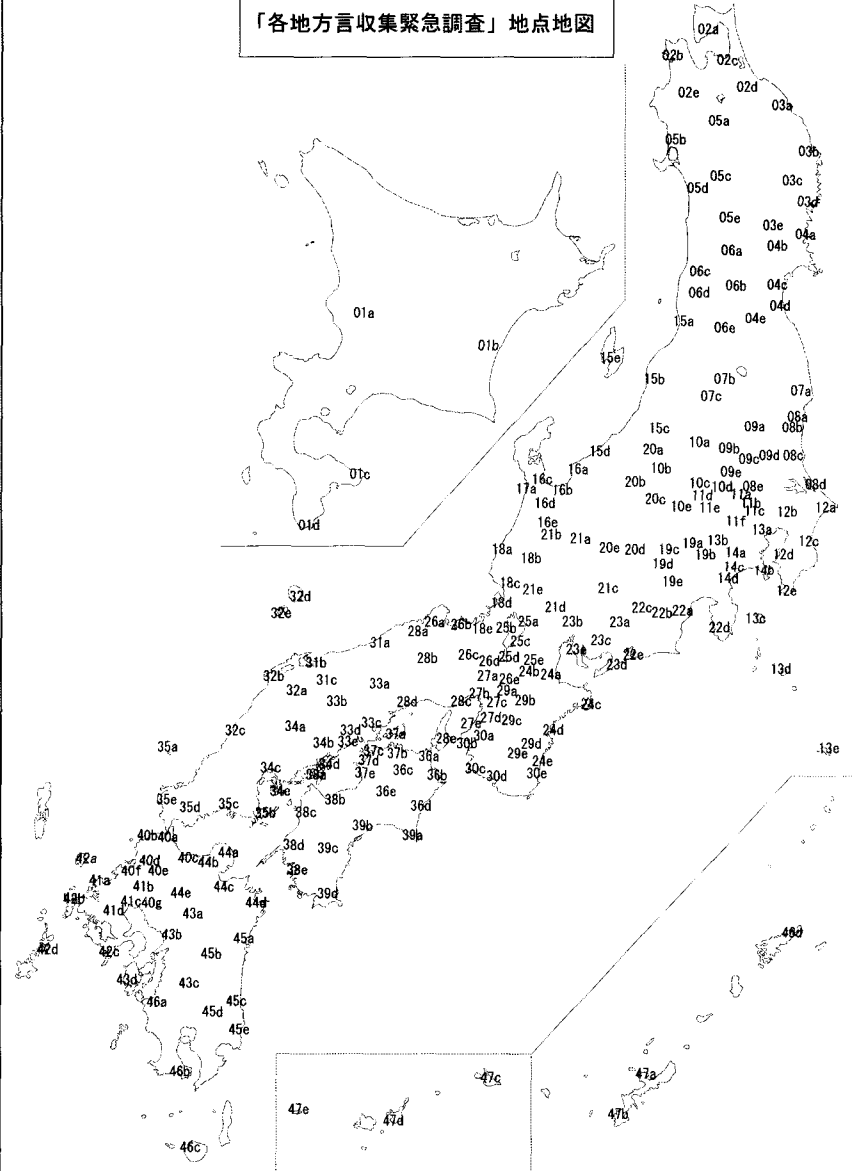 「各地方言収集緊急調査」地点地図
02a
02b
02c
02e
02d
03a
05a
05b
03b
05c
03c
05d
03d
05e
03e
04a
06a
04b
06c
06b
04c
06d
04d
01a
15a
04e
06e
01b
15e
15b
07b
07a
07c
08a
15c
09a
08b
10a
15d
20a
09b
09d
08c
09c
16a
10b
09e
01c
16c
20b
10c
08d
17a
16b
10d
08e
11d
11a
16d
20c
11b
10e
11e
11c
12b
12a
01d
16e
11f
21b
13a
21a
19a
13b
12c
18a
20e
20d
19c
19b
14a
12d
18b
19d
14c
14b
14d
18c
19e
21e
21c
12e
32d
18d
32e
21d
22c
22b
22a
26a
13c
26b
25a
23b
23a
28a
18e
25b
22d
31a
25c
23c
23e
22e
31b
28b
26c
26d
25d
25e
23d
13d
32b
24b
24a
31c
27a
26e
32a
33a
27b
29a
33b
28d
28c
27c
29b
24c
27d
32c
34a
33c
27e
29c
33d
37a
24d
34b
33e
28e
30a
29d
35a
30b
37c
37b
29e
13e
36a
34d
37d
24e
34c
38a
37e
36c
36b
30c
30d
30e
34e
36e
35e
38b
35d
35c
36d
35b
38c
39b
40b
40a
39a
38d
39c
44a
42a
40d
40c
44b
40f
40e
38e
41a
41b
44c
44e
39d
42b
41c
40g
44d
41d
43a
43b
45a
46d
42d
42c
45b
43d
43c
46a
45c
45d
45e
46b
47c
47a
47e
47b
47d
46c